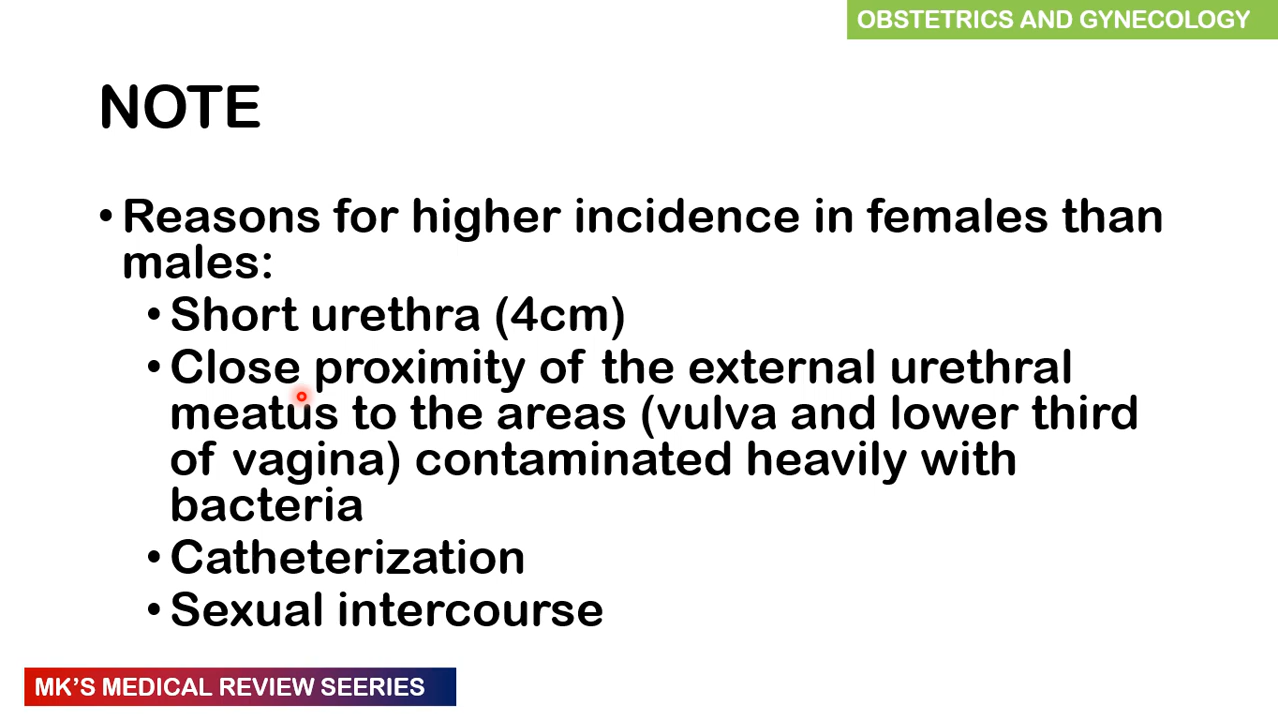 OBSTETRICS AND GYNECOLOGY
NOTE
• Reasons for higher incidence in females than
males:
• Short urethra (4cm)
• Close proximity of the external urethral
meatus to the areas (vulva and lower third
of vagina) contaminated heavily with
bacteria
• Catheterization
• Sexual intercourse
MK'S MEDICAL REVIEW SEERIES